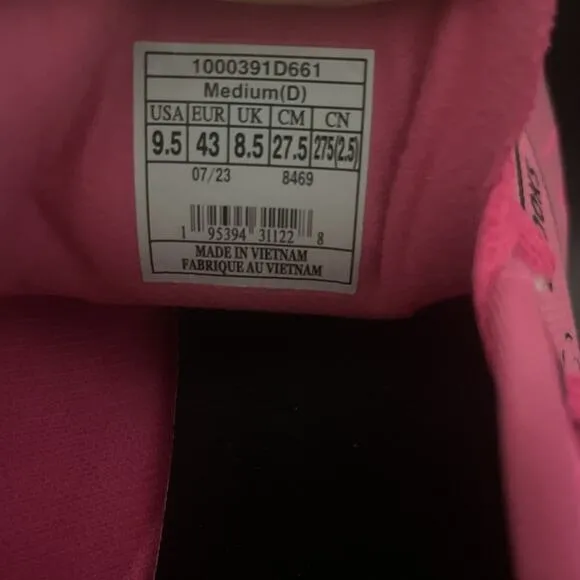 1000391D661
Medium(D)
USA EUR UK CM CN
9.5 43 8.5 27.5 275(2.5)
07/23 8469
1 95394 31122 8
MADE IN VIETNAM
FABRIQUE AU VIETNAM